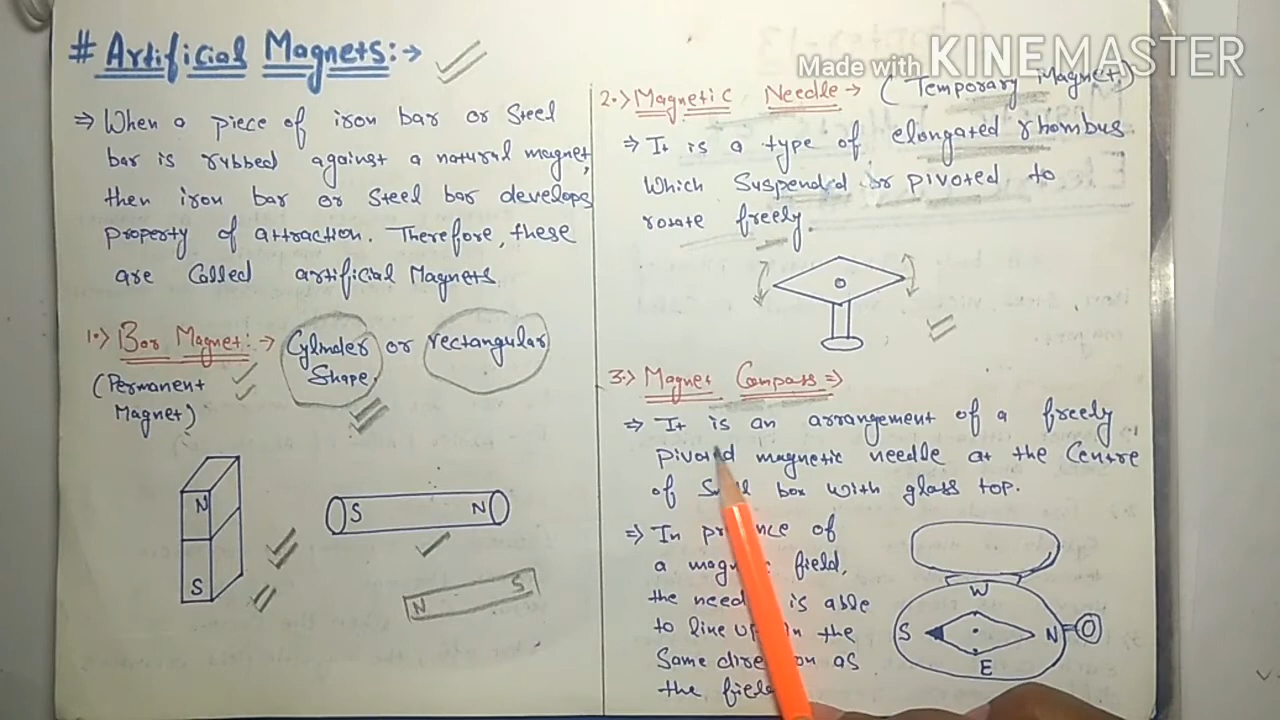 Made with KINEMASTER
# Artificial Magnets:→
⇒ When a piece of iron bar or Steel
bar is rubbed against a natural magnet,
then iron bar or Steel bar develops
property of attraction. Therefore, these
are Called artificial Magnets.
1.⟩ Bar Magnet:→ Cylinder or rectangular
Shape.
(Permanent
Magnet)
N
S
S N
N S
2.⟩ Magnetic Needle→ (Temporary Magnet)
⇒ It is a type of elongated rhombus.
Which Suspended or pivoted to
rotate freely.
3.⟩ Magnet Compass⇒
⇒ It is an arrangement of a freely
pivoted magnetic needle at the Centre
of box with glass top.
⇒ In of
a field,
the is able
to line in the
Same as
the
W
S N
E